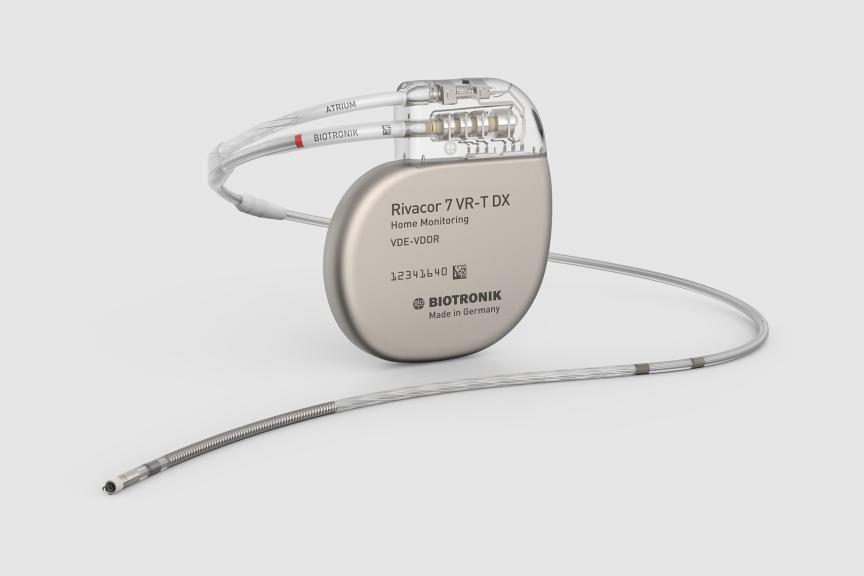 ATRIUM
BIOTRONIK
Rivacor 7 VR-T DX
Home Monitoring
VDE-VDDR
12341640
BIOTRONIK
Made in Germany